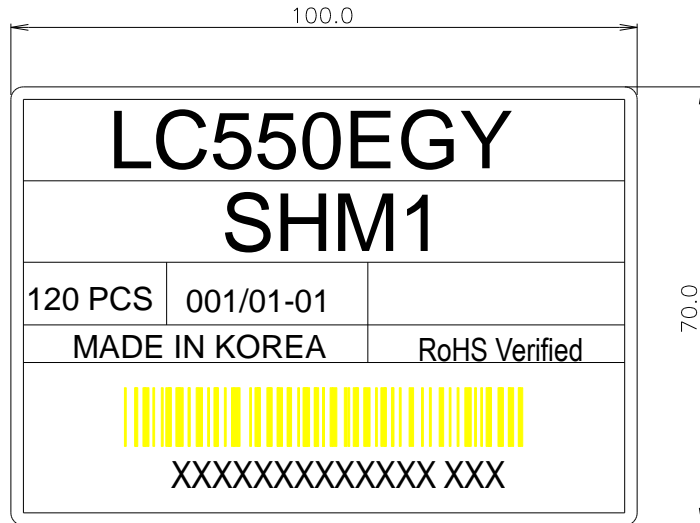 100.0
LC550EGY
SHM1
120 PCS 001/01-01
70.0
MADE IN KOREA RoHS Verified
XXXXXXXXXXXXX XXX